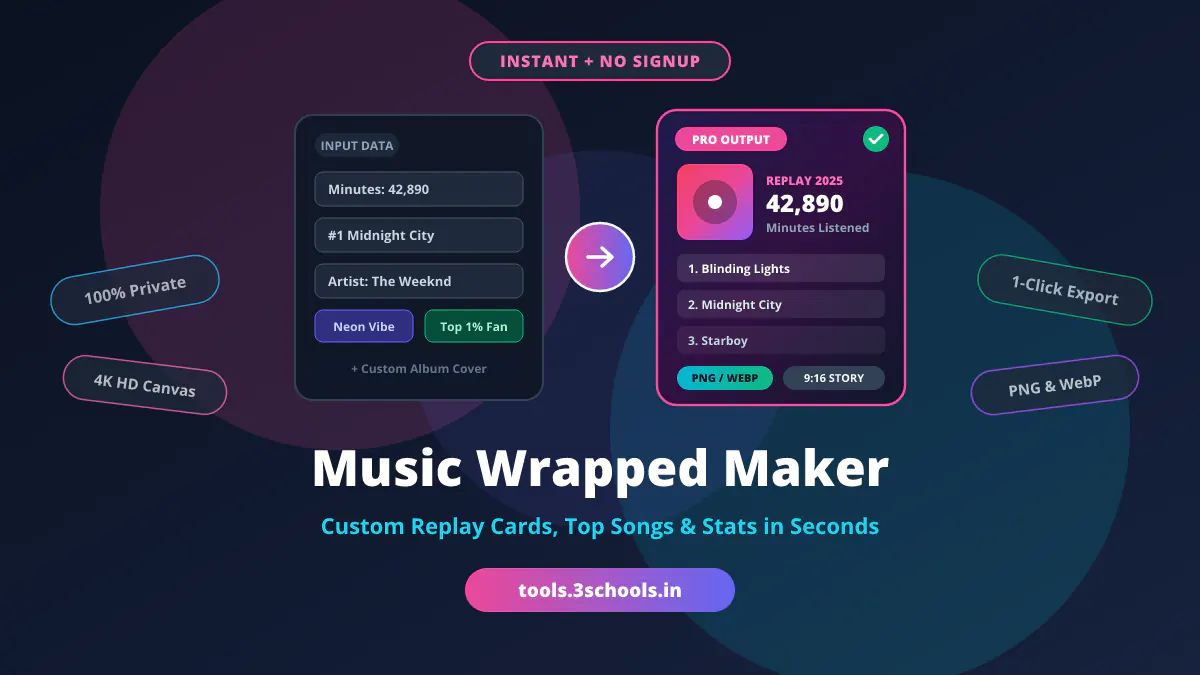 INSTANT + NO SIGNUP
INPUT DATA
Minutes: 42,890
#1 Midnight City
Artist: The Weeknd
Neon Vibe
Top 1% Fan
+ Custom Album Cover
PRO OUTPUT
REPLAY 2025
42,890
Minutes Listened
1. Blinding Lights
2. Midnight City
3. Starboy
PNG / WEBP
9:16 STORY
100% Private
4K HD Canvas
1-Click Export
PNG & WebP
Music Wrapped Maker
Custom Replay Cards, Top Songs & Stats in Seconds
tools.3schools.in